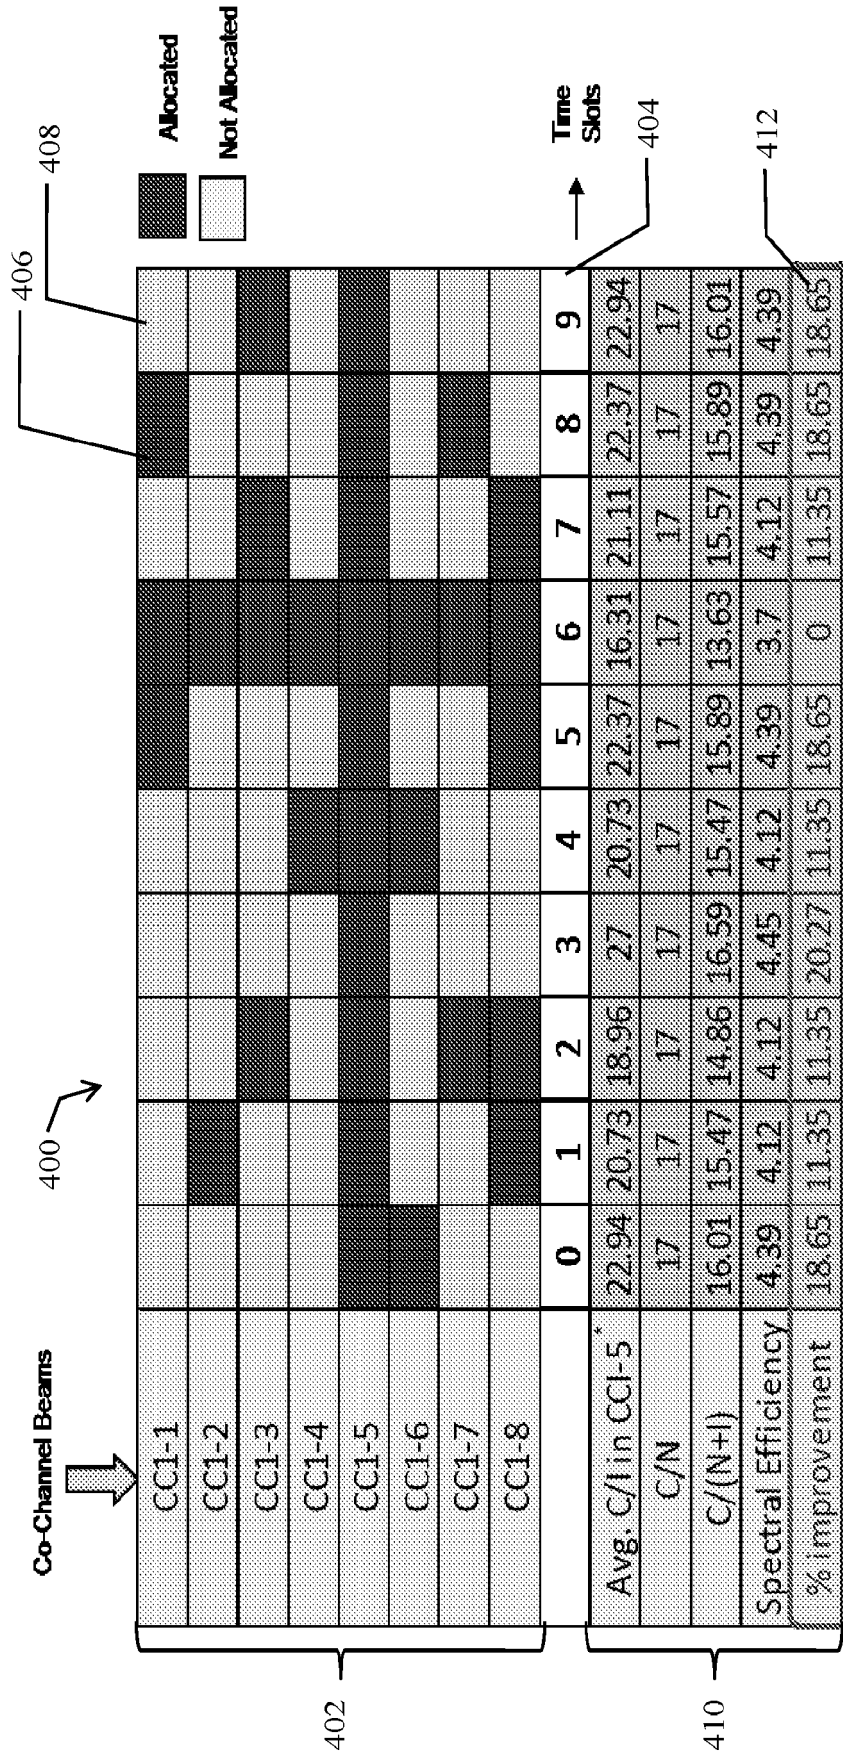 400
406
408
Co-Channel Beams
Allocated
Not Allocated
CC1-1
CC1-2
CC1-3
CC1-4
CC1-5
CC1-6
CC1-7
CC1-8
402
0 1 2 3 4 5 6 7 8 9
Time
Slots
404
Avg. C/I in CCI-5* 22.94 20.73 18.96 27 20.73 22.37 16.31 21.11 22.37 22.94
C/N 17 17 17 17 17 17 17 17 17 17
C/(N+I) 16.01 15.47 14.86 16.59 15.47 15.89 13.63 15.57 15.89 16.01
Spectral Efficiency 4.39 4.12 4.12 4.45 4.12 4.39 3.7 4.12 4.39 4.39
% improvement 18.65 11.35 11.35 20.27 11.35 18.65 0 11.35 18.65 18.65
410
412